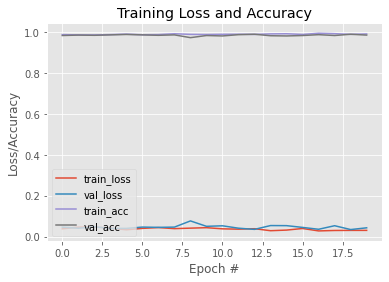 Training Loss and Accuracy
Loss/Accuracy
1.0
0.8
0.6
0.4
0.2
0.0
train_loss
val_loss
train_acc
val_acc
0.0 2.5 5.0 7.5 10.0 12.5 15.0 17.5
Epoch #